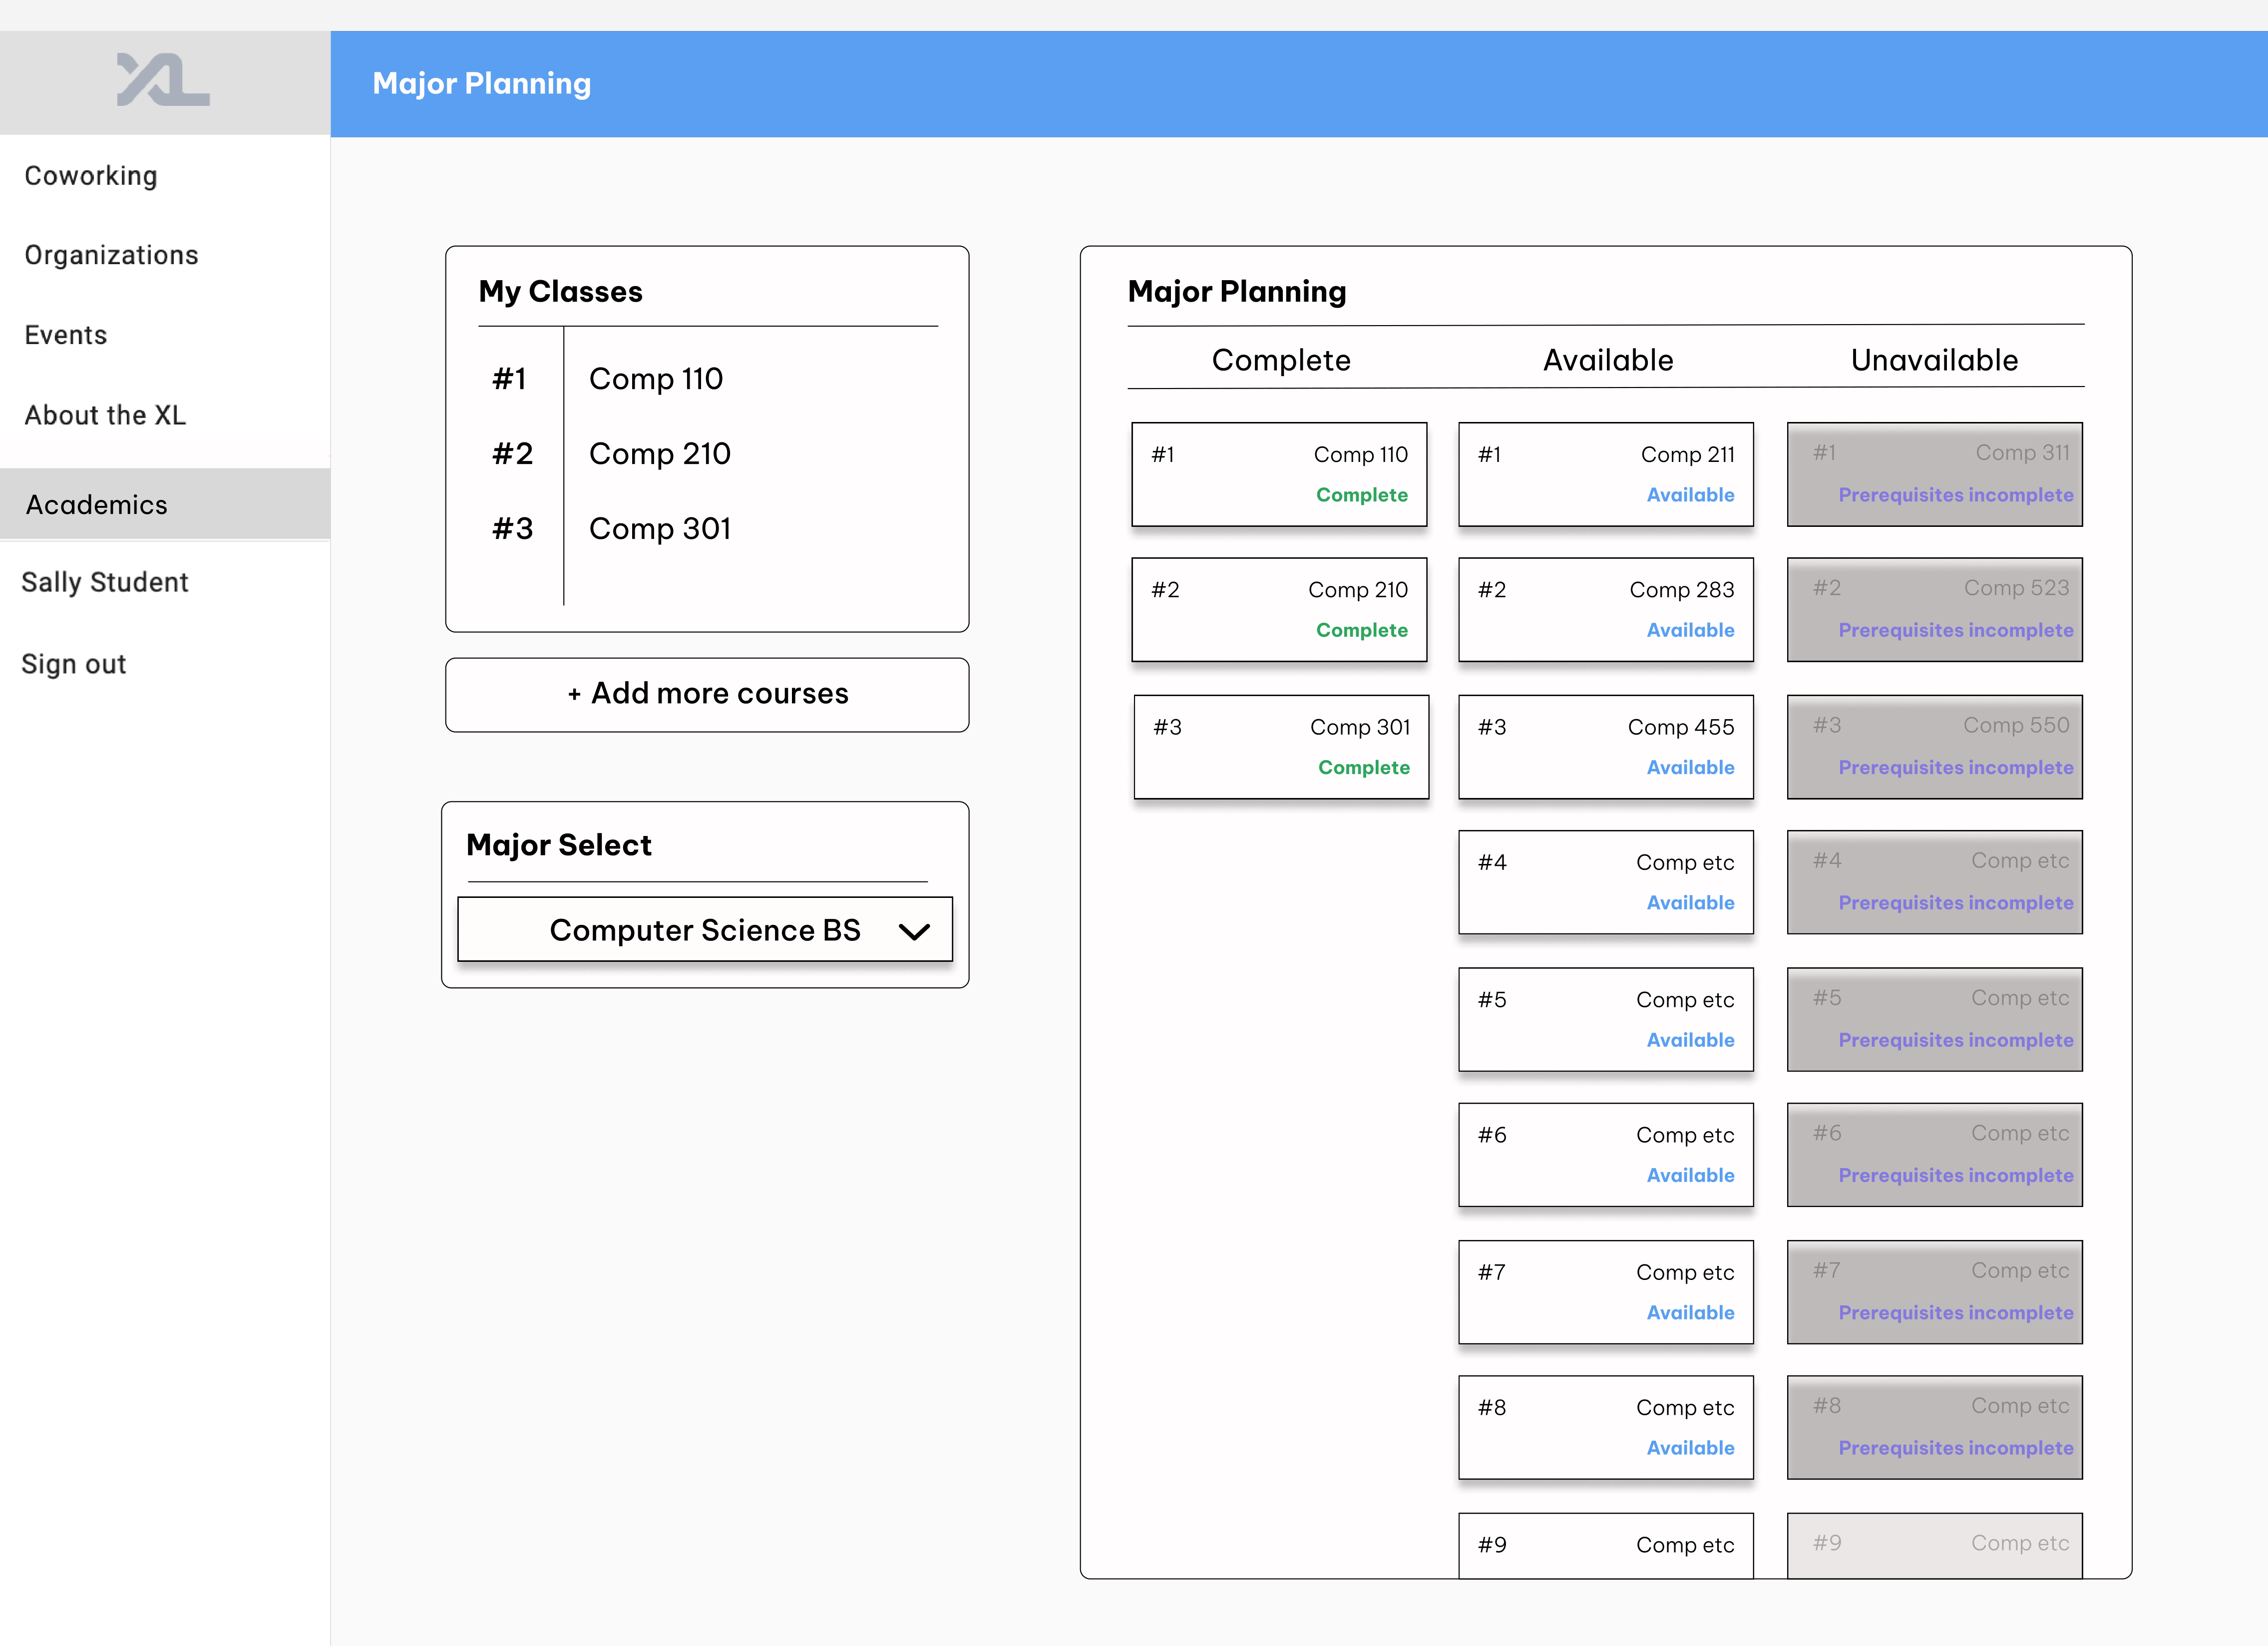 XL
Major Planning
Coworking
Organizations
Events
About the XL
Academics
Sally Student
Sign out
My Classes
#1 Comp 110
#2 Comp 210
#3 Comp 301
+ Add more courses
Major Select
Computer Science BS
Major Planning
Complete Available Unavailable
#1 Comp 110
Complete
#2 Comp 210
Complete
#3 Comp 301
Complete
#1 Comp 211
Available
#2 Comp 283
Available
#3 Comp 455
Available
#4 Comp etc
Available
#5 Comp etc
Available
#6 Comp etc
Available
#7 Comp etc
Available
#8 Comp etc
Available
#9 Comp etc
#1 Comp 311
Prerequisites incomplete
#2 Comp 523
Prerequisites incomplete
#3 Comp 550
Prerequisites incomplete
#4 Comp etc
Prerequisites incomplete
#5 Comp etc
Prerequisites incomplete
#6 Comp etc
Prerequisites incomplete
#7 Comp etc
Prerequisites incomplete
#8 Comp etc
Prerequisites incomplete
#9 Comp etc